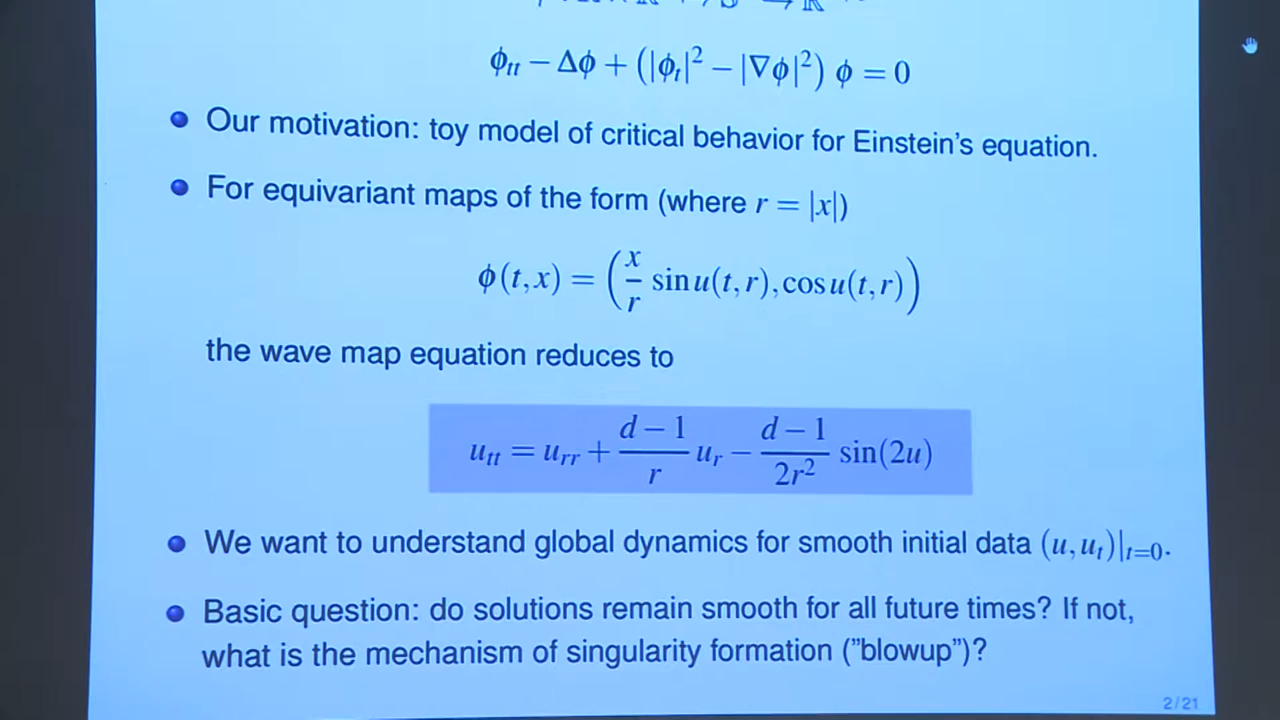 ϕ_tt − Δϕ + (|ϕ_t|² − |∇ϕ|²) ϕ = 0
Our motivation: toy model of critical behavior for Einstein's equation.
For equivariant maps of the form (where r = |x|)
ϕ(t,x) = (x/r sin u(t,r), cos u(t,r))
the wave map equation reduces to
u_tt = u_rr + (d−1)/r u_r − (d−1)/(2r²) sin(2u)
We want to understand global dynamics for smooth initial data (u,u_t)|_{t=0}.
Basic question: do solutions remain smooth for all future times? If not,
what is the mechanism of singularity formation ("blowup")?
2/21